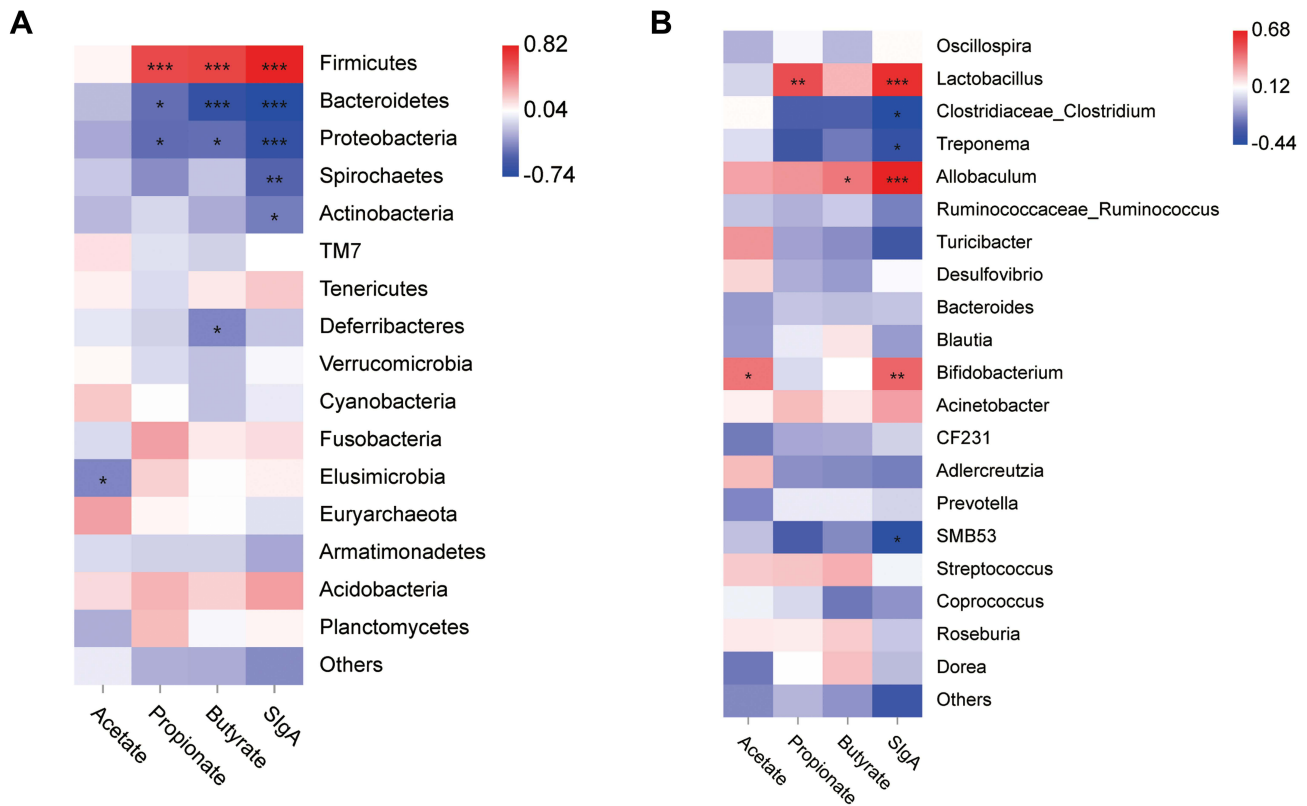 A
Firmicutes
*** *** ***
Bacteroidetes
* *** ***
Proteobacteria
* * ***
Spirochaetes
**
Actinobacteria
*
TM7
Tenericutes
Deferribacteres
*
Verrucomicrobia
Cyanobacteria
Fusobacteria
Elusimicrobia
*
Euryarchaeota
Armatimonadetes
Acidobacteria
Planctomycetes
Others
Acetate
Propionate
Butyrate
SIgA
0.82
0.04
-0.74
B
Oscillospira
Lactobacillus
** ***
Clostridiaceae_Clostridium
*
Treponema
*
Allobaculum
* ***
Ruminococcaceae_Ruminococcus
Turicibacter
Desulfovibrio
Bacteroides
Blautia
Bifidobacterium
* **
Acinetobacter
CF231
Adlercreutzia
Prevotella
SMB53
*
Streptococcus
Coprococcus
Roseburia
Dorea
Others
Acetate
Propionate
Butyrate
SIgA
0.68
0.12
-0.44